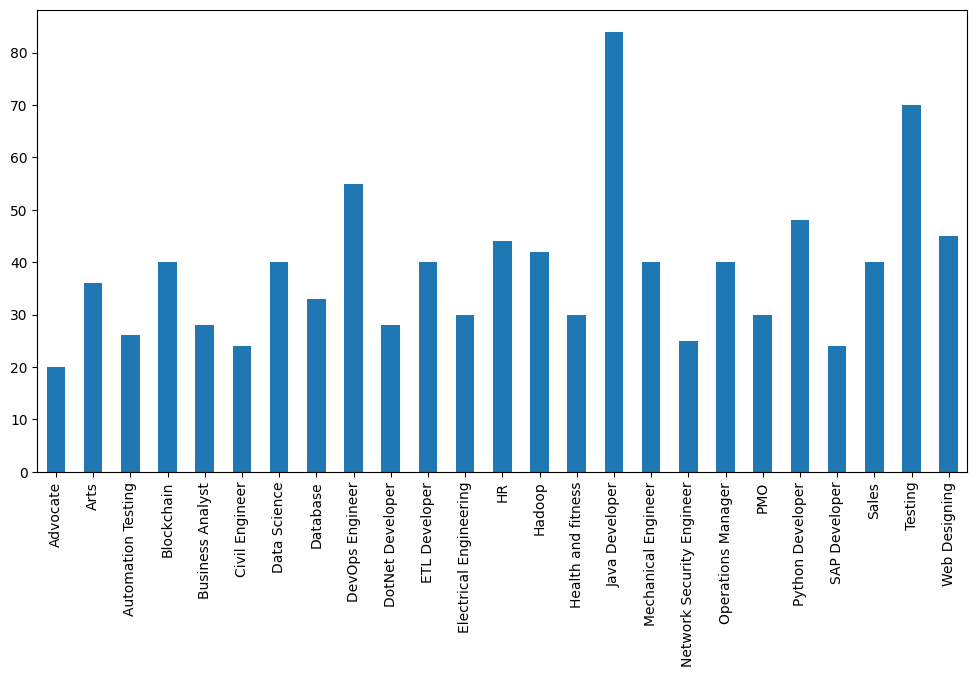 80
70
60
50
40
30
20
10
0
Advocate
Arts
Automation Testing
Blockchain
Business Analyst
Civil Engineer
Data Science
Database
DevOps Engineer
DotNet Developer
ETL Developer
Electrical Engineering
HR
Hadoop
Health and fitness
Java Developer
Mechanical Engineer
Network Security Engineer
Operations Manager
PMO
Python Developer
SAP Developer
Sales
Testing
Web Designing